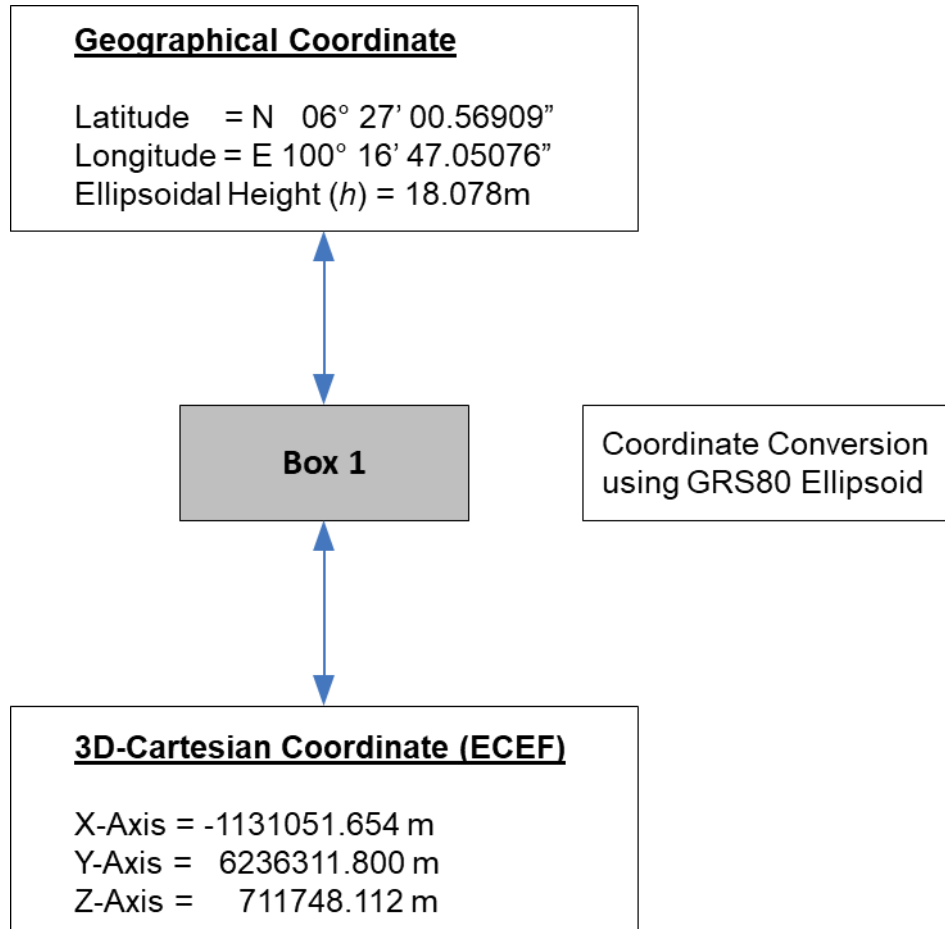 Geographical Coordinate
Latitude = N 06° 27’ 00.56909”
Longitude = E 100° 16’ 47.05076”
Ellipsoidal Height (h) = 18.078m
Box 1
Coordinate Conversion
using GRS80 Ellipsoid
3D-Cartesian Coordinate (ECEF)
X-Axis = -1131051.654 m
Y-Axis = 6236311.800 m
Z-Axis = 711748.112 m